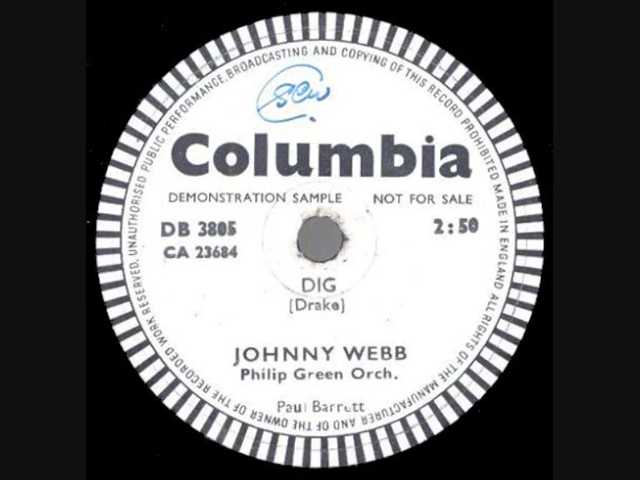 UNAUTHORISED PUBLIC PERFORMANCE, BROADCASTING AND COPYING OF THIS RECORD PROHIBITED MADE IN ENGLAND ALL RIGHTS OF THE MANUFACTURER AND OF THE OWNER OF THE RECORDED WORK RESERVED.
Columbia
DEMONSTRATION SAMPLE NOT FOR SALE
DB 3805 2:50
CA 23684
DIG
(Drake)
JOHNNY WEBB
Philip Green Orch.
Paul Barrett